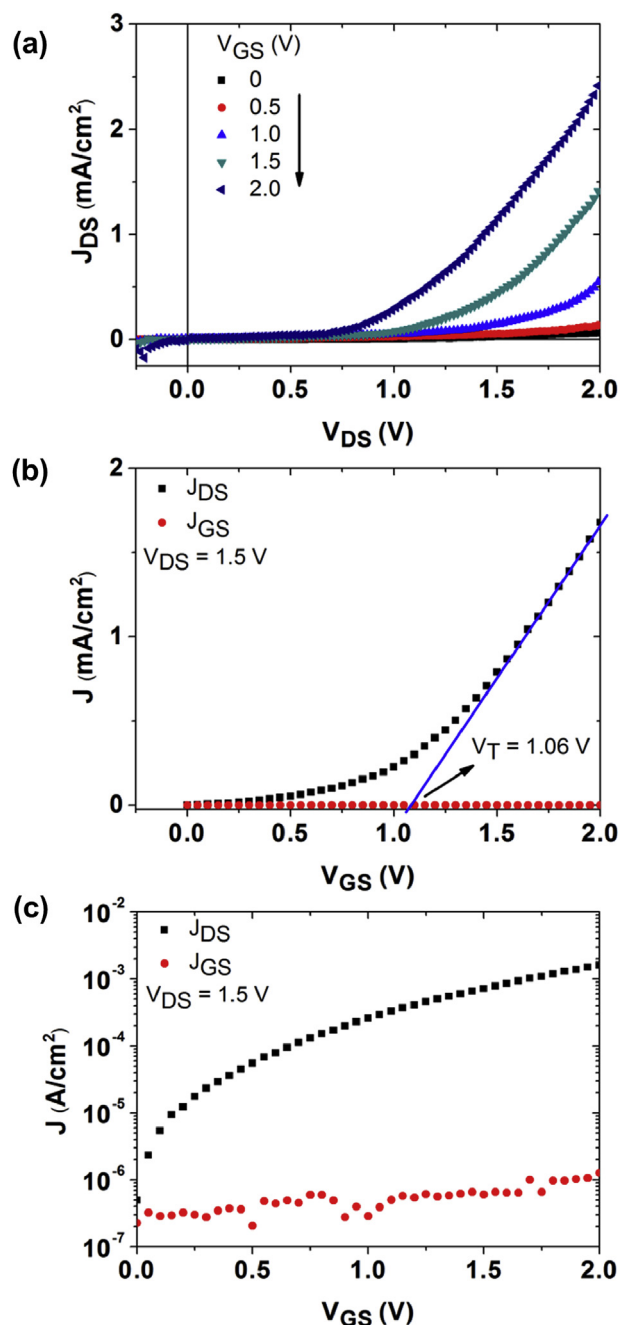 (a)
3
2
1
0
J_DS (mA/cm²)
V_GS (V)
0
0.5
1.0
1.5
2.0
0.0 0.5 1.0 1.5 2.0
V_DS (V)
(b)
2
1
0
J (mA/cm²)
J_DS
J_GS
V_DS = 1.5 V
V_T = 1.06 V
0.0 0.5 1.0 1.5 2.0
V_GS (V)
(c)
10⁻²
10⁻³
10⁻⁴
10⁻⁵
10⁻⁶
10⁻⁷
J (A/cm²)
J_DS
J_GS
V_DS = 1.5 V
0.0 0.5 1.0 1.5 2.0
V_GS (V)